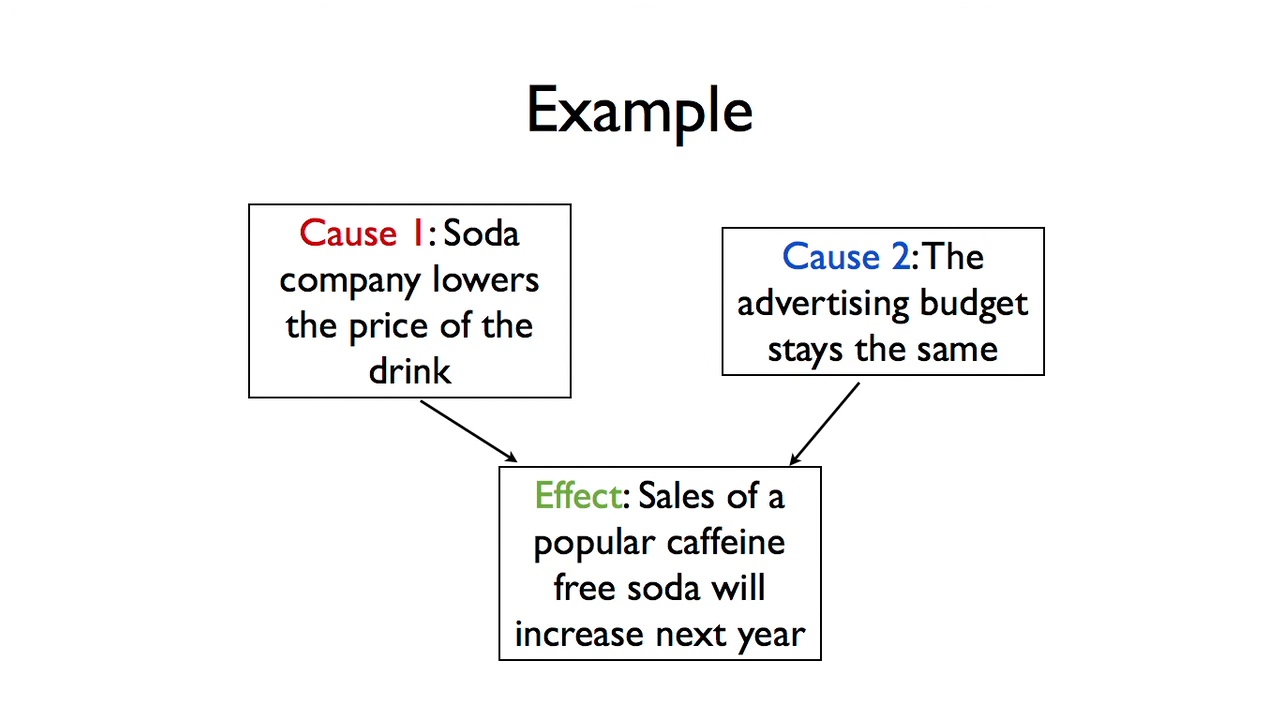 Example
Cause 1: Soda
company lowers
the price of the
drink
Cause 2: The
advertising budget
stays the same
Effect: Sales of a
popular caffeine
free soda will
increase next year